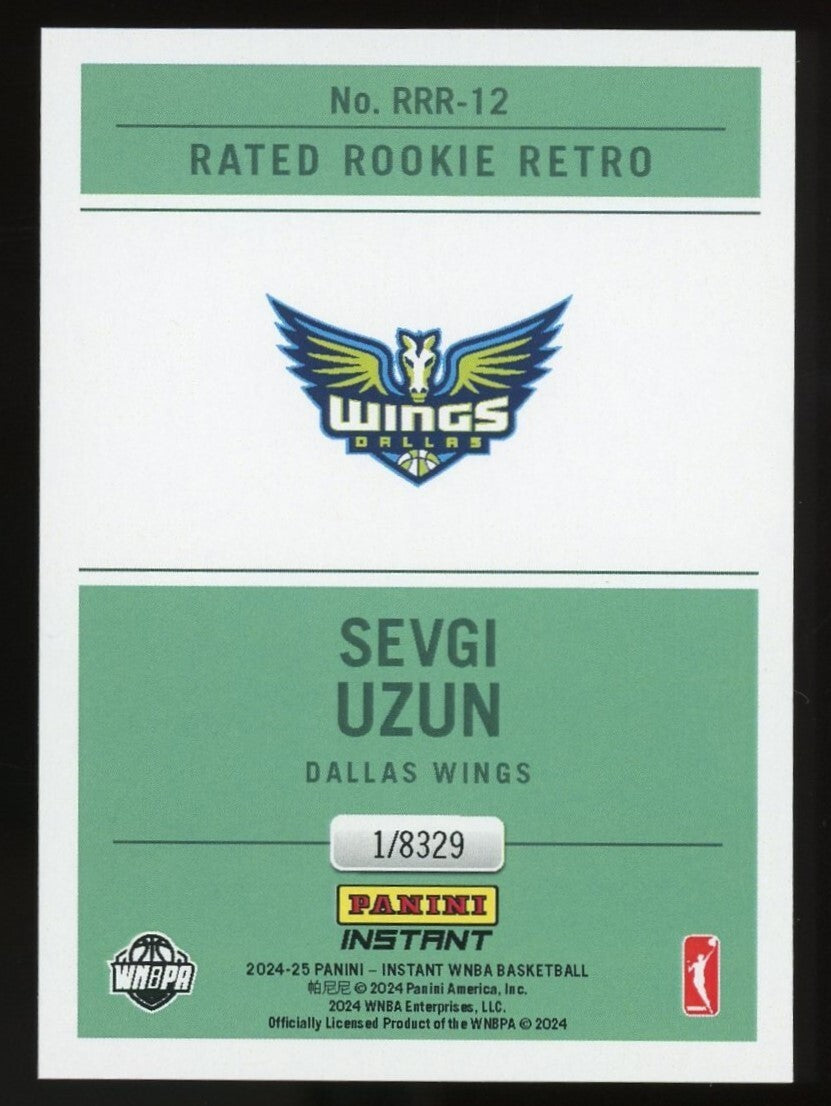 No. RRR-12
RATED ROOKIE RETRO
WINGS
DALLAS
SEVGI
UZUN
DALLAS WINGS
1/8329
PANINI
INSTANT
WNBPA
2024-25 PANINI – INSTANT WNBA BASKETBALL
帕尼尼 © 2024 Panini America, Inc.
2024 WNBA Enterprises, LLC.
Officially Licensed Product of the WNBPA © 2024